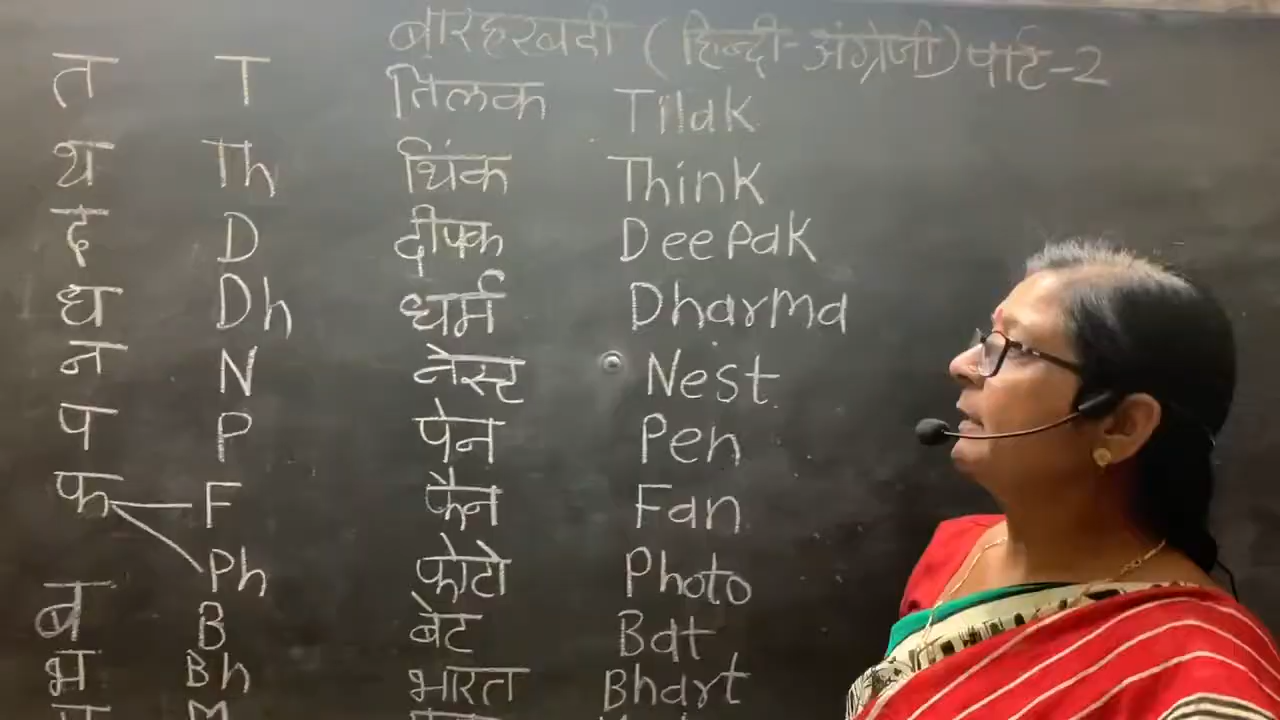 बारहखदी (हिन्दी-अंग्रेजी) पार्ट-2
त T तिलक Tilak
थ Th थिंक Think
द D दीपक Deepak
ध Dh धर्म Dharma
न N नेस्ट Nest
प P पेन Pen
फ F फैन Fan
Ph फोटो Photo
ब B बेट Bat
भ Bh भारत Bhart
M